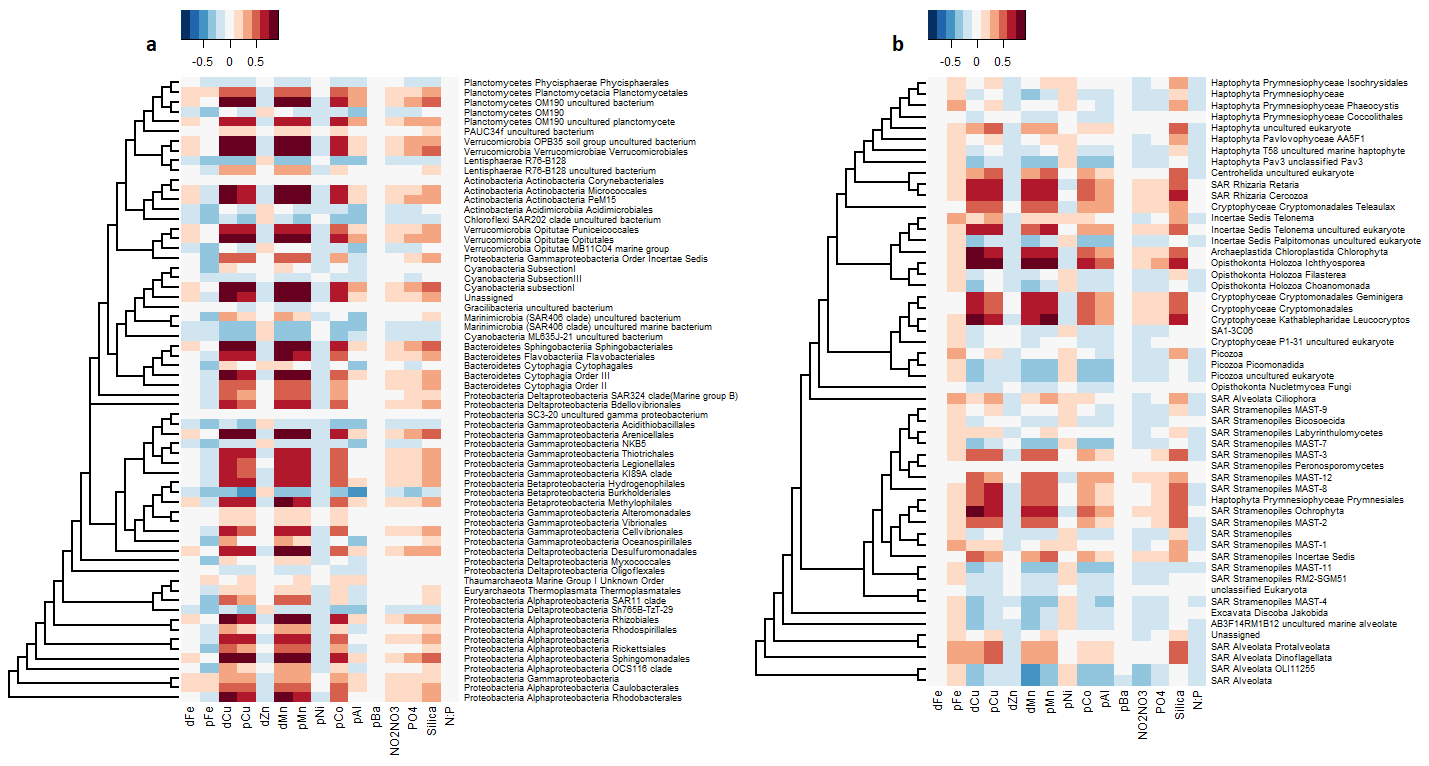 a
-0.5 0 0.5
Planctomycetes Phycisphaerae Phycisphaerales
Planctomycetes Planctomycetacia Planctomycetales
Planctomycetes OM190 uncultured bacterium
Planctomycetes OM190
Planctomycetes OM190 uncultured planctomycete
PAUC34f uncultured bacterium
Verrucomicrobia OPB35 soil group uncultured bacterium
Verrucomicrobia Verrucomicrobiae Verrucomicrobiales
Lentisphaerae R76-B128
Lentisphaerae R76-B128 uncultured bacterium
Actinobacteria Actinobacteria Corynebacteriales
Actinobacteria Actinobacteria Micrococcales
Actinobacteria Actinobacteria PeM15
Actinobacteria Acidimicrobiia Acidimicrobiales
Chloroflexi SAR202 clade uncultured bacterium
Verrucomicrobia Opitutae Puniceicoccales
Verrucomicrobia Opitutae Opitutales
Verrucomicrobia Opitutae MB11C04 marine group
Proteobacteria Gammaproteobacteria Order Incertae Sedis
Cyanobacteria SubsectionI
Cyanobacteria SubsectionIII
Cyanobacteria subsectionI
Unassigned
Gracilibacteria uncultured bacterium
Marinimicrobia (SAR406 clade) uncultured bacterium
Marinimicrobia (SAR406 clade) uncultured marine bacterium
Cyanobacteria ML635J-21 uncultured bacterium
Bacteroidetes Sphingobacteriia Sphingobacteriales
Bacteroidetes Flavobacteriia Flavobacteriales
Bacteroidetes Cytophagia Cytophagales
Bacteroidetes Cytophagia Order III
Bacteroidetes Cytophagia Order II
Proteobacteria Deltaproteobacteria SAR324 clade(Marine group B)
Proteobacteria Deltaproteobacteria Bdellovibrionales
Proteobacteria SC3-20 uncultured gamma proteobacterium
Proteobacteria Gammaproteobacteria Acidithiobacillales
Proteobacteria Gammaproteobacteria Arenicellales
Proteobacteria Gammaproteobacteria NKB5
Proteobacteria Gammaproteobacteria Thiotrichales
Proteobacteria Gammaproteobacteria Legionellales
Proteobacteria Gammaproteobacteria KI89A clade
Proteobacteria Betaproteobacteria Hydrogenophilales
Proteobacteria Betaproteobacteria Burkholderiales
Proteobacteria Betaproteobacteria Methylophilales
Proteobacteria Gammaproteobacteria Alteromonadales
Proteobacteria Gammaproteobacteria Vibrionales
Proteobacteria Gammaproteobacteria Cellvibrionales
Proteobacteria Gammaproteobacteria Oceanospirillales
Proteobacteria Deltaproteobacteria Desulfuromonadales
Proteobacteria Deltaproteobacteria Myxococcales
Proteobacteria Deltaproteobacteria Oligoflexales
Thaumarchaeota Marine Group I Unknown Order
Euryarchaeota Thermoplasmata Thermoplasmatales
Proteobacteria Alphaproteobacteria SAR11 clade
Proteobacteria Deltaproteobacteria Sh765B-TzT-29
Proteobacteria Alphaproteobacteria Rhizobiales
Proteobacteria Alphaproteobacteria Rhodospirillales
Proteobacteria Alphaproteobacteria
Proteobacteria Alphaproteobacteria Rickettsiales
Proteobacteria Alphaproteobacteria Sphingomonadales
Proteobacteria Alphaproteobacteria OCS116 clade
Proteobacteria Gammaproteobacteria
Proteobacteria Alphaproteobacteria Caulobacterales
Proteobacteria Alphaproteobacteria Rhodobacterales
dFe pFe dCu pCu dZn dMn pMn pNi pCo pAl pBa NO2NO3 PO4 Silica N:P
b
-0.5 0 0.5
Haptophyta Prymnesiophyceae Isochrysidales
Haptophyta Prymnesiophyceae
Haptophyta Prymnesiophyceae Phaeocystis
Haptophyta Prymnesiophyceae Coccolithales
Haptophyta uncultured eukaryote
Haptophyta Pavlovophyceae AA5F1
Haptophyta T58 uncultured marine haptophyte
Haptophyta Pav3 unclassified Pav3
Centrohelida uncultured eukaryote
SAR Rhizaria Retaria
SAR Rhizaria Cercozoa
Cryptophyceae Cryptomonadales Teleaulax
Incertae Sedis Telonema
Incertae Sedis Telonema uncultured eukaryote
Incertae Sedis Palpitomonas uncultured eukaryote
Archaeplastida Chloroplastida Chlorophyta
Opisthokonta Holozoa Ichthyosporea
Opisthokonta Holozoa Filasterea
Opisthokonta Holozoa Choanomonada
Cryptophyceae Cryptomonadales Geminigera
Cryptophyceae Cryptomonadales
Cryptophyceae Kathablepharidae Leucocryptos
SA1-3C06
Cryptophyceae P1-31 uncultured eukaryote
Picozoa
Picozoa Picomonadida
Picozoa uncultured eukaryote
Opisthokonta Nucletmycea Fungi
SAR Alveolata Ciliophora
SAR Stramenopiles MAST-9
SAR Stramenopiles Bicosoecida
SAR Stramenopiles Labyrinthulomycetes
SAR Stramenopiles MAST-7
SAR Stramenopiles MAST-3
SAR Stramenopiles Peronosporomycetes
SAR Stramenopiles MAST-12
SAR Stramenopiles MAST-8
Haptophyta Prymnesiophyceae Prymnesiales
SAR Stramenopiles Ochrophyta
SAR Stramenopiles MAST-2
SAR Stramenopiles
SAR Stramenopiles MAST-1
SAR Stramenopiles Incertae Sedis
SAR Stramenopiles MAST-11
SAR Stramenopiles RM2-SGM51
unclassified Eukaryota
SAR Stramenopiles MAST-4
Excavata Discoba Jakobida
AB3F14RM1B12 uncultured marine alveolate
Unassigned
SAR Alveolata Protalveolata
SAR Alveolata Dinoflagellata
SAR Alveolata OLI11255
SAR Alveolata
dFe pFe dCu pCu dZn dMn pMn pNi pCo pAl pBa NO2NO3 PO4 Silica N:P